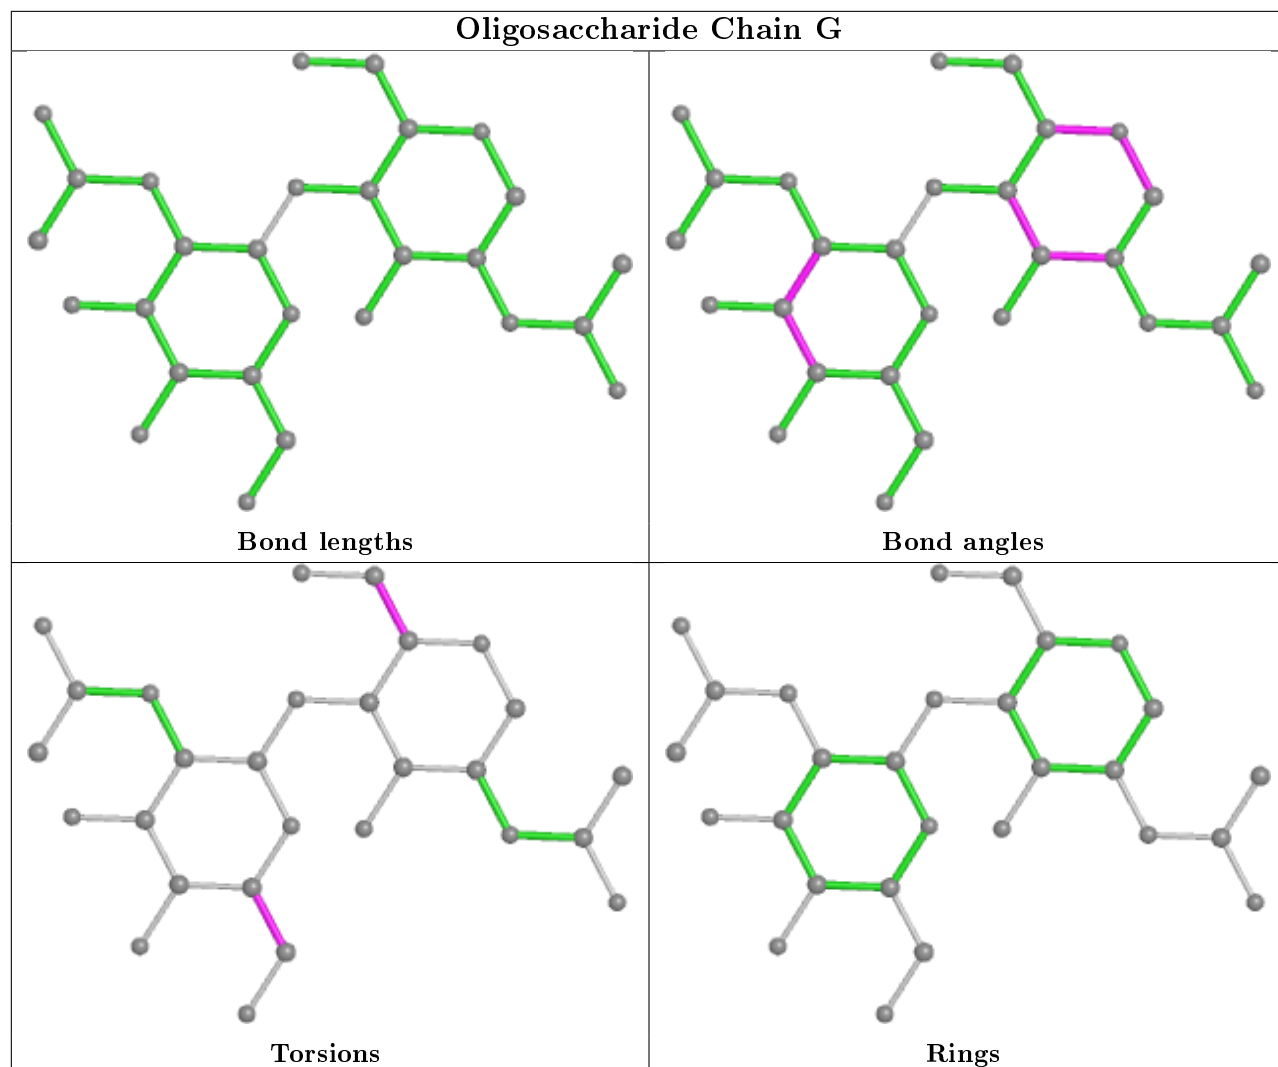 Oligosaccharide Chain G
Bond lengths
Bond angles
Torsions
Rings